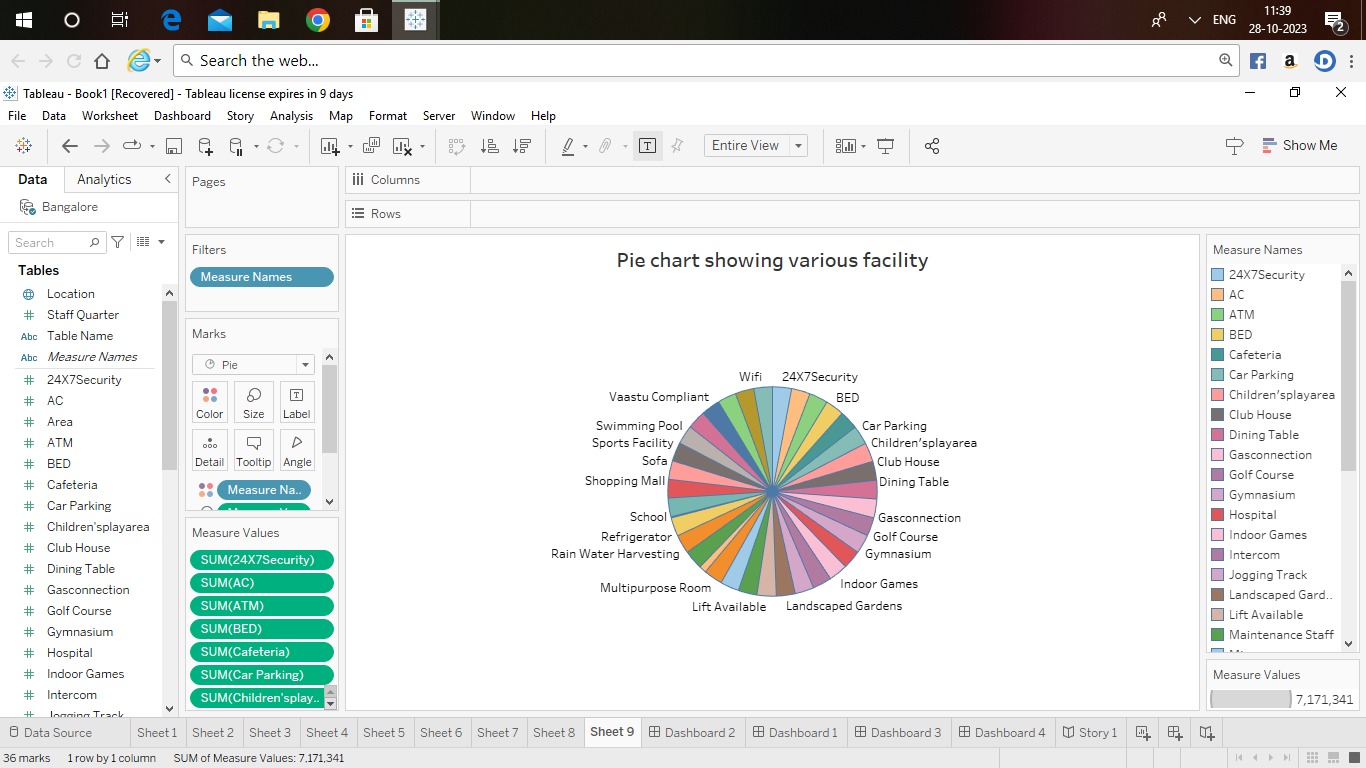 11:39
ENG
28-10-2023
2
Search the web...
Tableau - Book1 [Recovered] - Tableau license expires in 9 days
File Data Worksheet Dashboard Story Analysis Map Format Server Window Help
Entire View
Show Me
Data Analytics
Bangalore
Search
Tables
Location
Staff Quarter
Abc Table Name
Abc Measure Names
24X7Security
AC
Area
ATM
BED
Cafeteria
Car Parking
Children'splayarea
Club House
Dining Table
Gasconnection
Golf Course
Gymnasium
Hospital
Indoor Games
Intercom
Jogging Track
Pages
Filters
Measure Names
Marks
Pie
Color Size Label
Detail Tooltip Angle
Measure Na..
Measure Values
SUM(24X7Security)
SUM(AC)
SUM(ATM)
SUM(BED)
SUM(Cafeteria)
SUM(Car Parking)
SUM(Children'splay..
Columns
Rows
Pie chart showing various facility
Wifi
24X7Security
Vaastu Compliant
BED
Swimming Pool
Car Parking
Sports Facility
Children'splayarea
Sofa
Club House
Shopping Mall
Dining Table
School
Gasconnection
Refrigerator
Golf Course
Rain Water Harvesting
Gymnasium
Multipurpose Room
Indoor Games
Lift Available
Landscaped Gardens
Measure Names
24X7Security
AC
ATM
BED
Cafeteria
Car Parking
Children'splayarea
Club House
Dining Table
Gasconnection
Golf Course
Gymnasium
Hospital
Indoor Games
Intercom
Jogging Track
Landscaped Gard..
Lift Available
Maintenance Staff
Measure Values
7,171,341
Data Source Sheet 1 Sheet 2 Sheet 3 Sheet 4 Sheet 5 Sheet 6 Sheet 7 Sheet 8 Sheet 9 Dashboard 2 Dashboard 1 Dashboard 3 Dashboard 4 Story 1
36 marks 1 row by 1 column SUM of Measure Values: 7,171,341